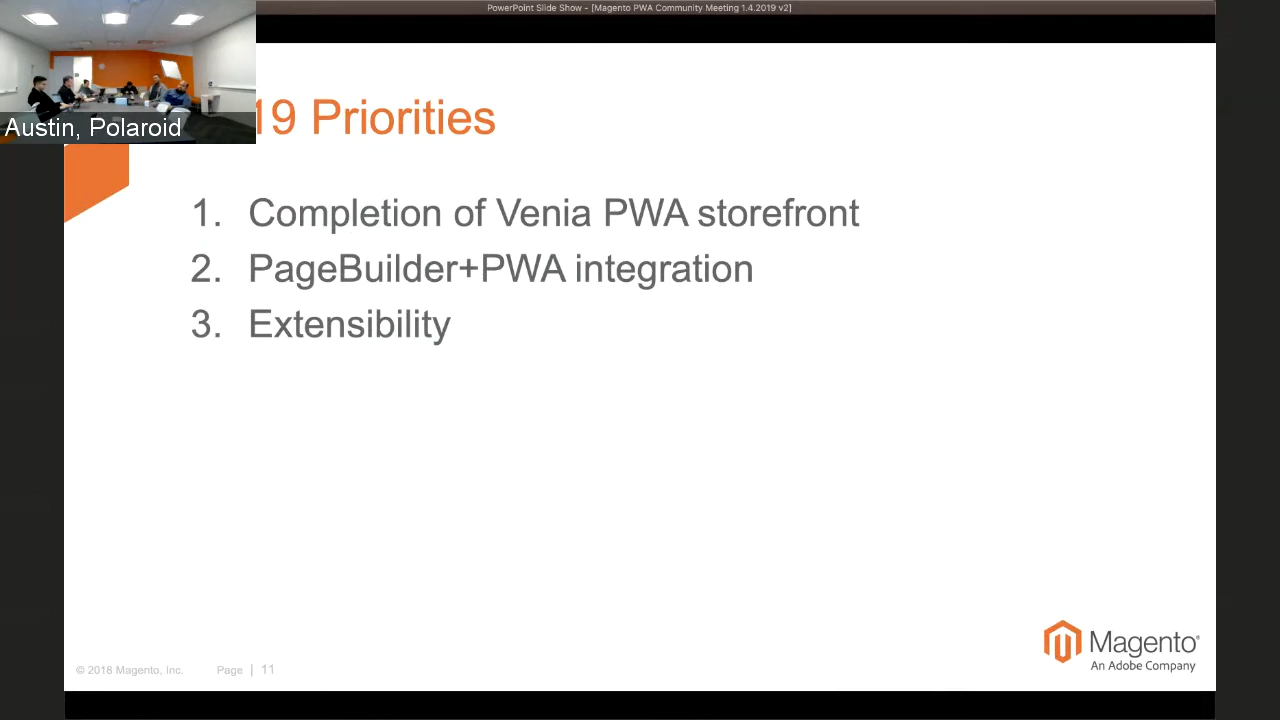 PowerPoint Slide Show - [Magento PWA Community Meeting 1.4.2019 v2]
Austin, Polaroid
19 Priorities
1. Completion of Venia PWA storefront
2. PageBuilder+PWA integration
3. Extensibility
© 2018 Magento, Inc. Page | 11
Magento®
An Adobe Company